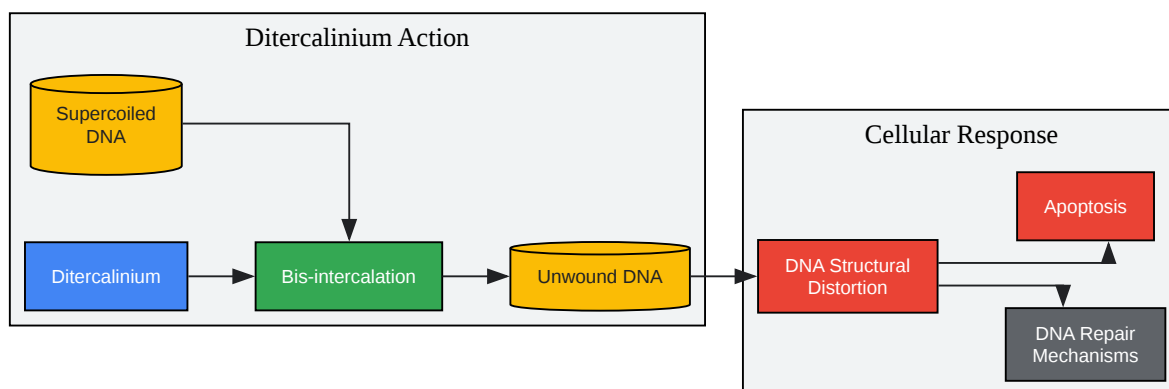 Ditercalinium Action
Supercoiled
DNA
Ditercalinium
Bis-intercalation
Unwound DNA
Cellular Response
Apoptosis
DNA Structural
Distortion
DNA Repair
Mechanisms